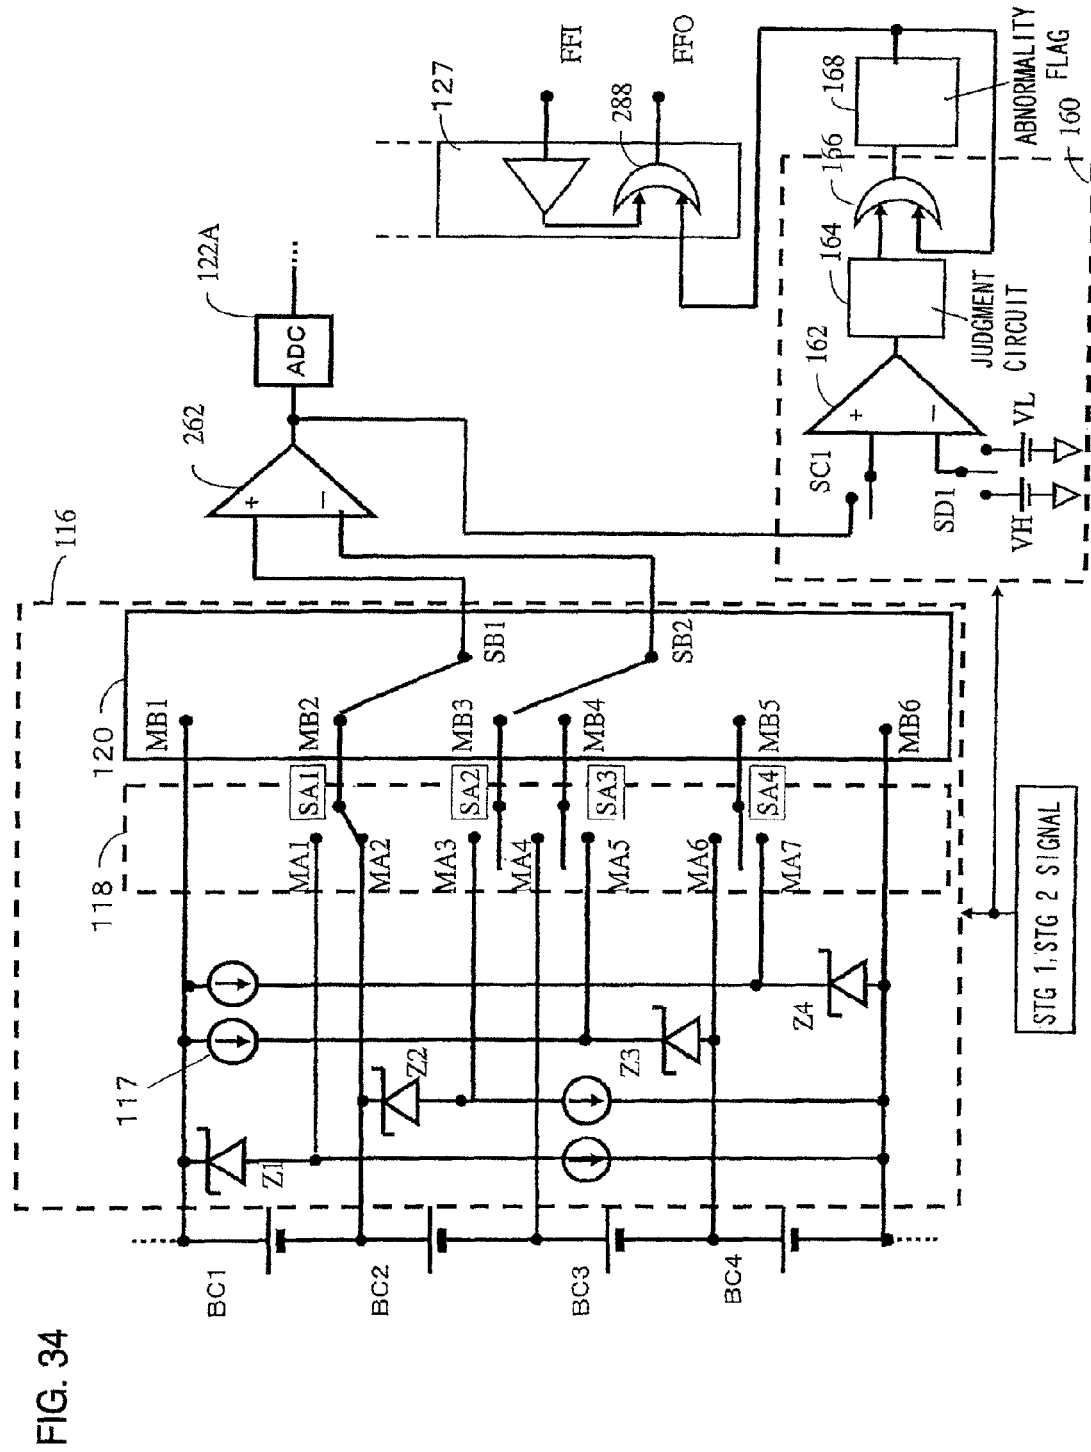 FIG. 34
BC1
BC2
BC3
BC4
117
Z1
Z2
Z3
Z4
118
MA1
MA2
MA3
MA4
MA5
MA6
MA7
SA1
SA2
SA3
SA4
120
MB1
MB2
MB3
MB4
MB5
MB6
SB1
SB2
116
STG 1, STG 2 SIGNAL
262
+
−
ADC
122A
127
FFI
FFO
288
SC1
SD1
VH
VL
162
+
−
164
JUDGMENT
CIRCUIT
166
168
ABNORMALITY
FLAG
160